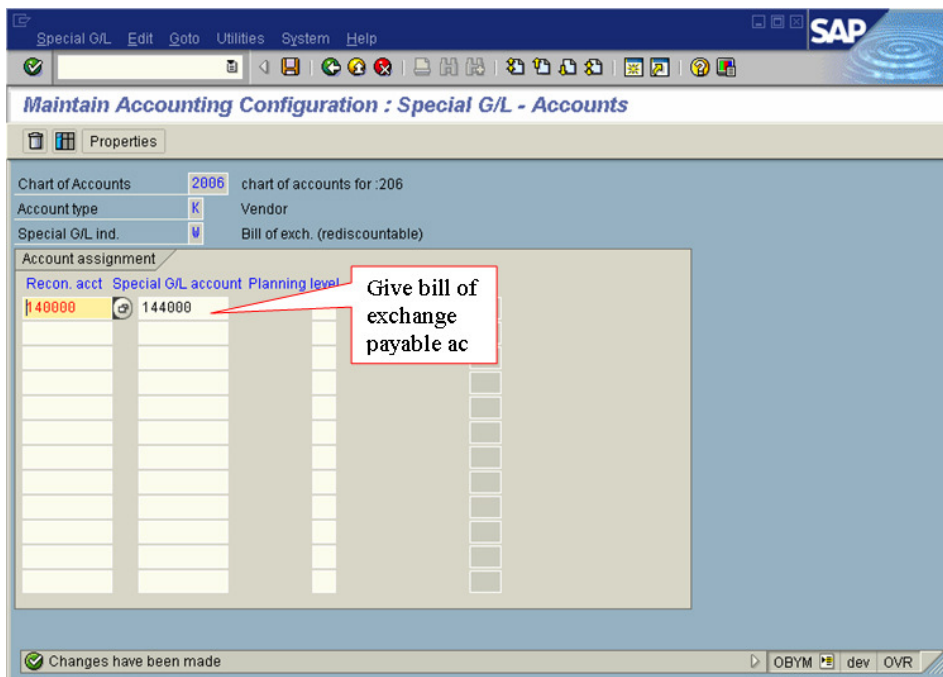 Special G/L Edit Goto Utilities System Help
SAP
Maintain Accounting Configuration : Special G/L - Accounts
Properties
Chart of Accounts 2006 chart of accounts for :206
Account type K Vendor
Special G/L ind. W Bill of exch. (rediscountable)
Account assignment
Recon. acct Special G/L account Planning level
140000 144000
Give bill of
exchange
payable ac
Changes have been made
OBYM dev OVR